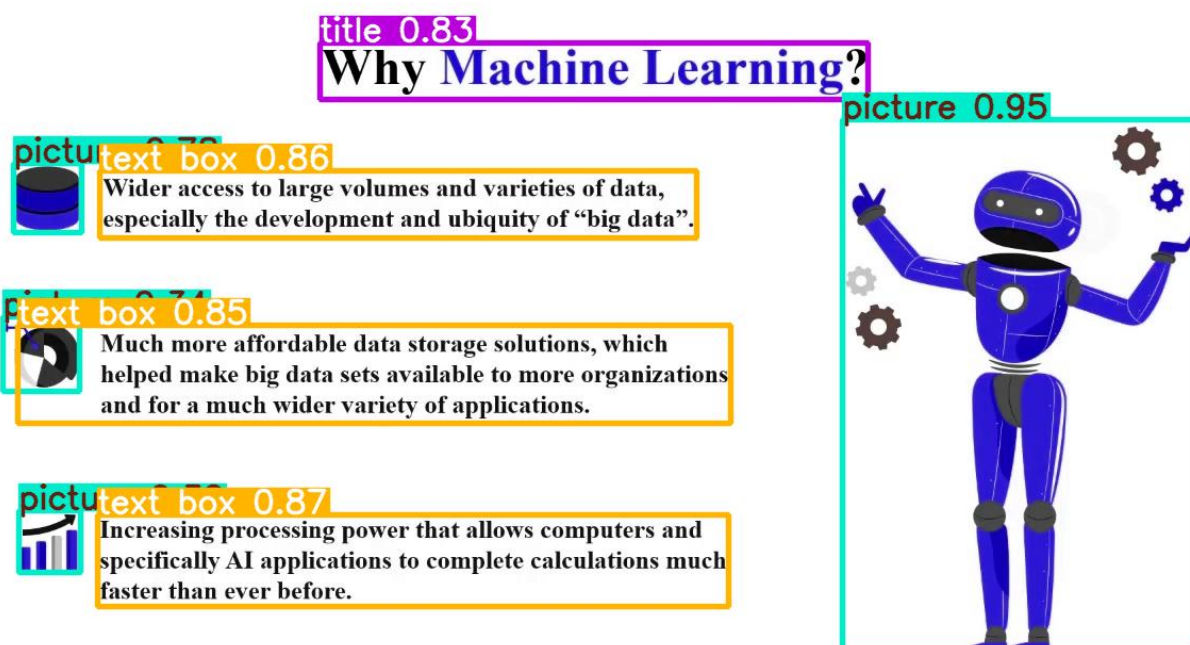 title 0.83
Why Machine Learning?
picture 0.95
text box 0.86
Wider access to large volumes and varieties of data,
especially the development and ubiquity of “big data”.
text box 0.85
Much more affordable data storage solutions, which
helped make big data sets available to more organizations
and for a much wider variety of applications.
text box 0.87
Increasing processing power that allows computers and
specifically AI applications to complete calculations much
faster than ever before.